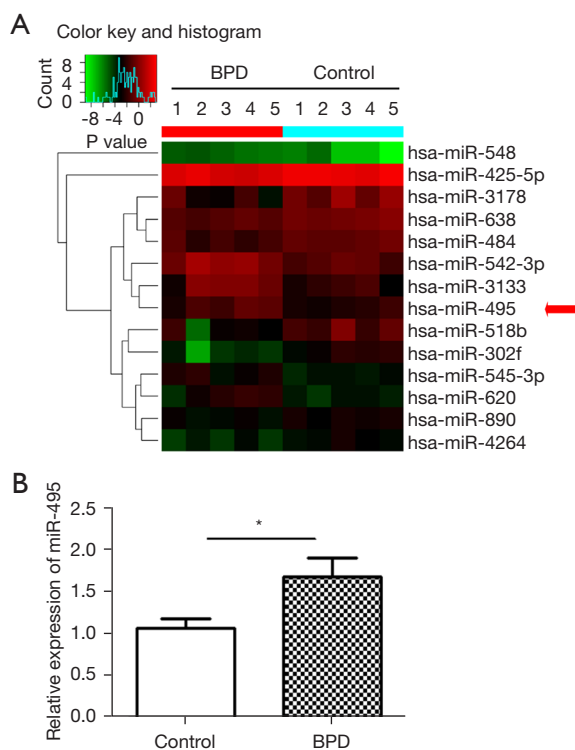 A
Color key and histogram
Count
8
4
0
-8 -4 0
P value
BPD Control
1 2 3 4 5 1 2 3 4 5
hsa-miR-548
hsa-miR-425-5p
hsa-miR-3178
hsa-miR-638
hsa-miR-484
hsa-miR-542-3p
hsa-miR-3133
hsa-miR-495
hsa-miR-518b
hsa-miR-302f
hsa-miR-545-3p
hsa-miR-620
hsa-miR-890
hsa-miR-4264
B
Relative expression of miR-495
2.5
2.0
1.5
1.0
0.5
0.0
*
Control BPD